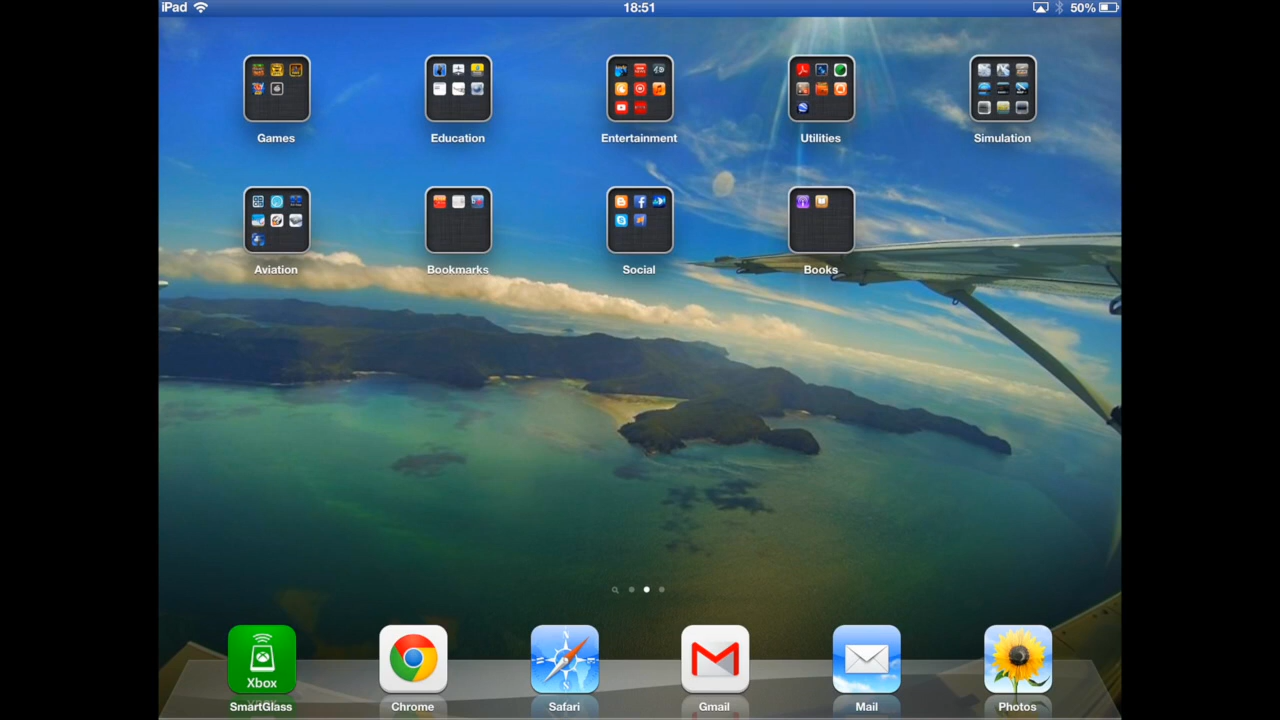 iPad 18:51 50%
Games Education Entertainment Utilities Simulation
Aviation Bookmarks Social Books
Xbox
SmartGlass Chrome Safari Gmail Mail Photos